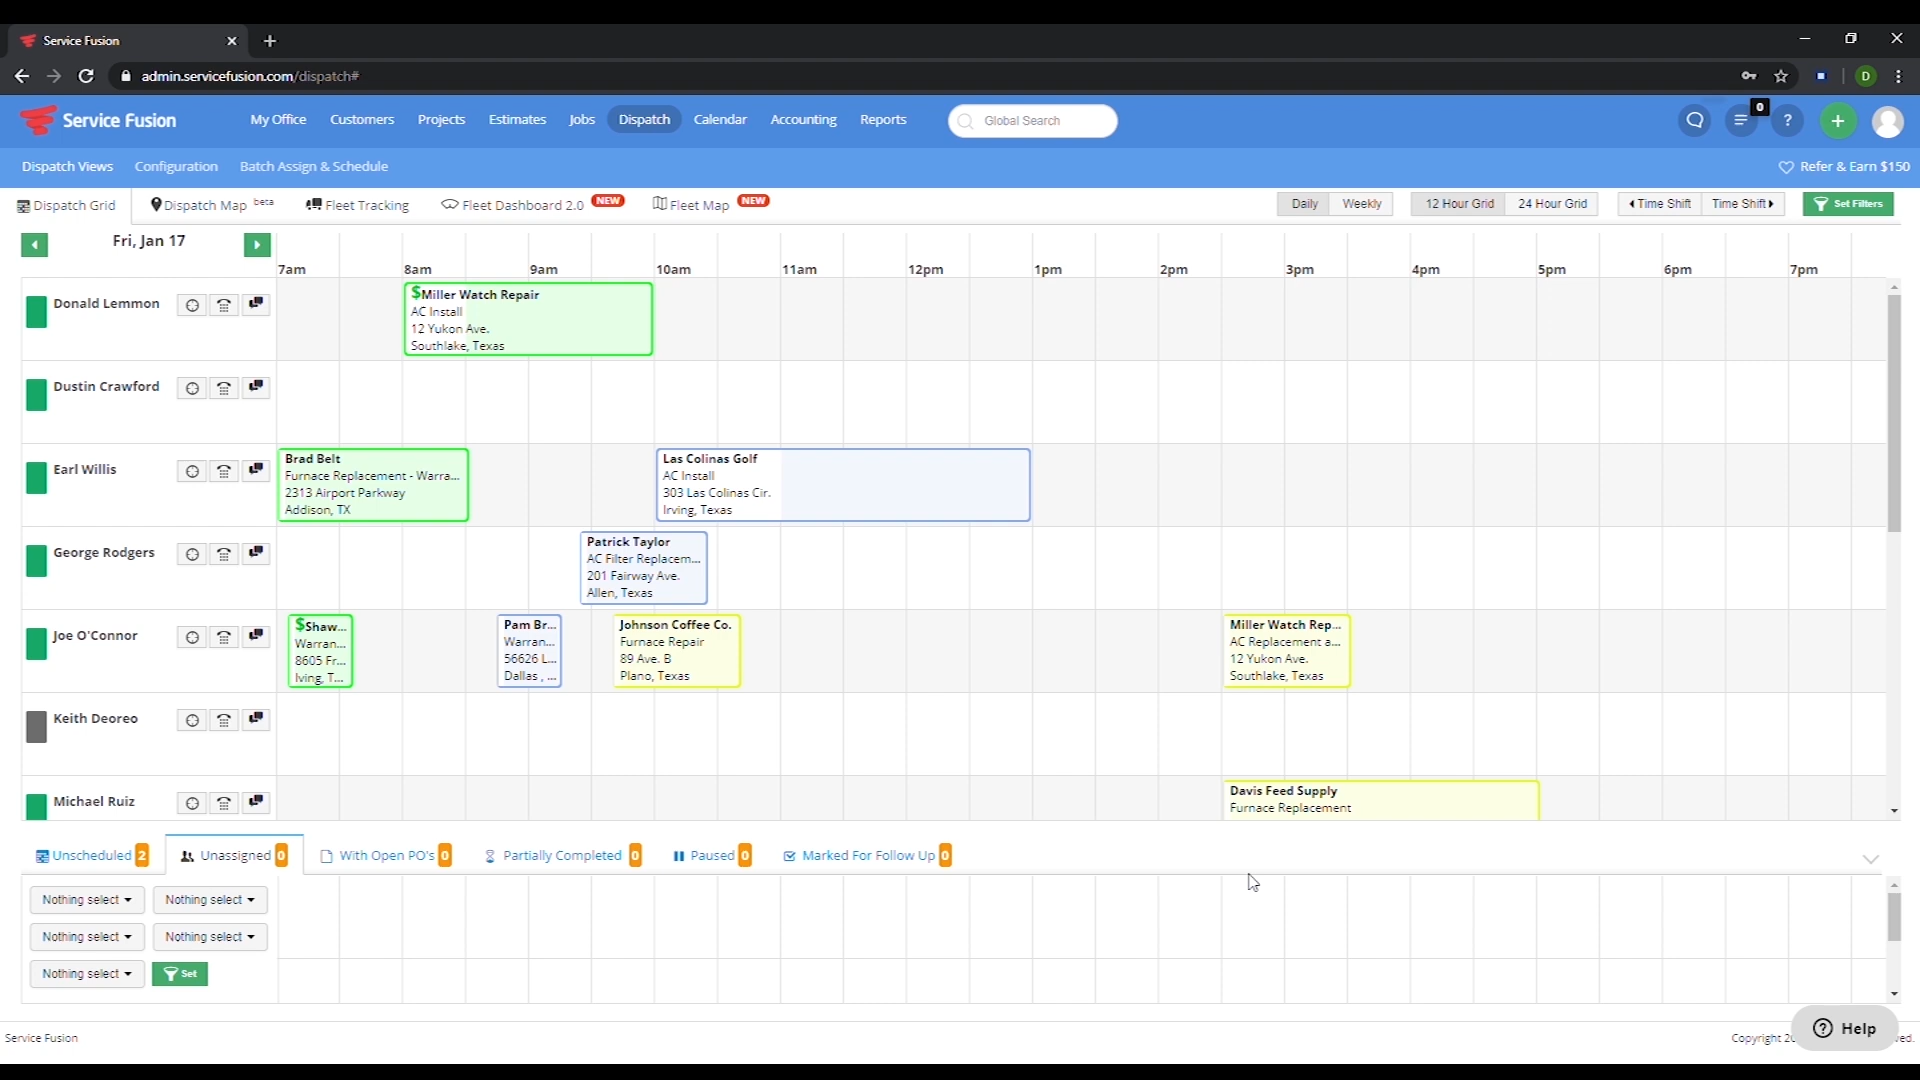 Service Fusion
admin.servicefusion.com/dispatch#
D
Service Fusion
My Office
Customers
Projects
Estimates
Jobs
Dispatch
Calendar
Accounting
Reports
Global Search
0
?
+
Dispatch Views
Configuration
Batch Assign & Schedule
Refer & Earn $150
Dispatch Grid
Dispatch Map beta
Fleet Tracking
Fleet Dashboard 2.0 NEW
Fleet Map NEW
Daily
Weekly
12 Hour Grid
24 Hour Grid
Time Shift
Time Shift
Set Filters
Fri, Jan 17
7am
8am
9am
10am
11am
12pm
1pm
2pm
3pm
4pm
5pm
6pm
7pm
Donald Lemmon
$Miller Watch Repair
AC Install
12 Yukon Ave.
Southlake, Texas
Dustin Crawford
Earl Willis
Brad Belt
Furnace Replacement - Warra...
2313 Airport Parkway
Addison, TX
Las Colinas Golf
AC Install
303 Las Colinas Cir.
Irving, Texas
George Rodgers
Patrick Taylor
AC Filter Replacem...
201 Fairway Ave.
Allen, Texas
Joe O'Connor
$Shaw...
Warran...
8605 Fr...
Iving, T...
Pam Br...
Warran...
56626 L...
Dallas , ...
Johnson Coffee Co.
Furnace Repair
89 Ave. B
Plano, Texas
Miller Watch Rep...
AC Replacement a...
12 Yukon Ave.
Southlake, Texas
Keith Deoreo
Michael Ruiz
Davis Feed Supply
Furnace Replacement
Unscheduled 2
Unassigned 0
With Open PO's 0
Partially Completed 0
Paused 0
Marked For Follow Up 0
Nothing select
Nothing select
Nothing select
Nothing select
Nothing select
Set
Help
Service Fusion
Copyright